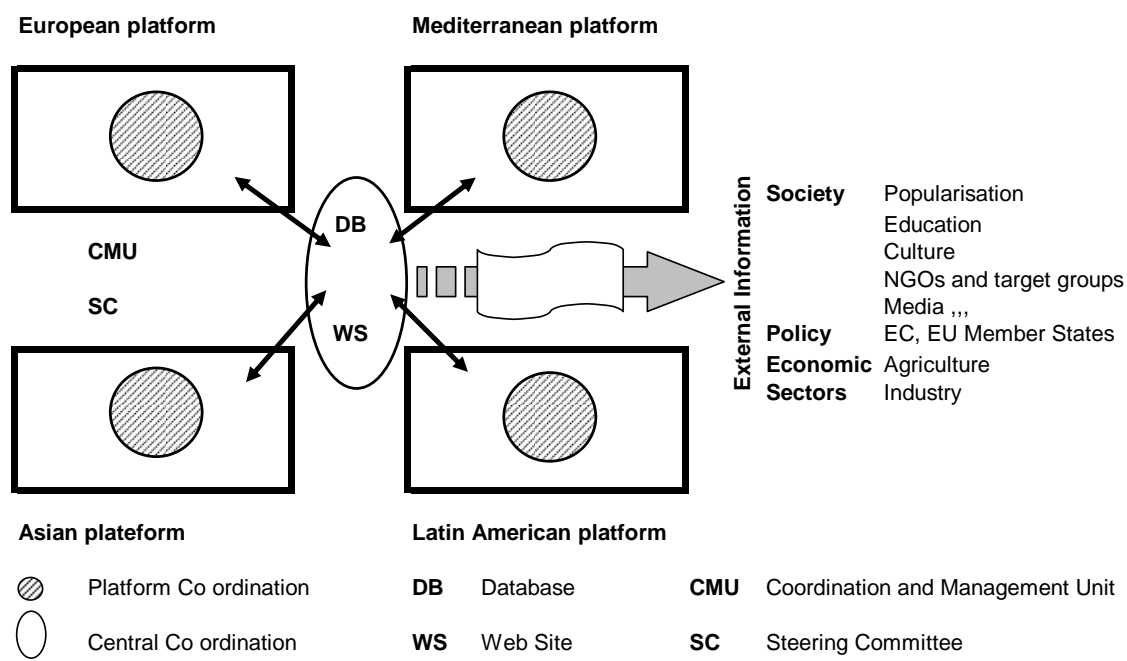 European platform
Mediterranean platform
DB
CMU
SC
WS
External Information
Society Popularisation
Education
Culture
NGOs and target groups
Media ,,,
Policy EC, EU Member States
Economic Agriculture
Sectors Industry
Asian plateform
Latin American platform
Platform Co ordination
DB Database
CMU Coordination and Management Unit
Central Co ordination
WS Web Site
SC Steering Committee